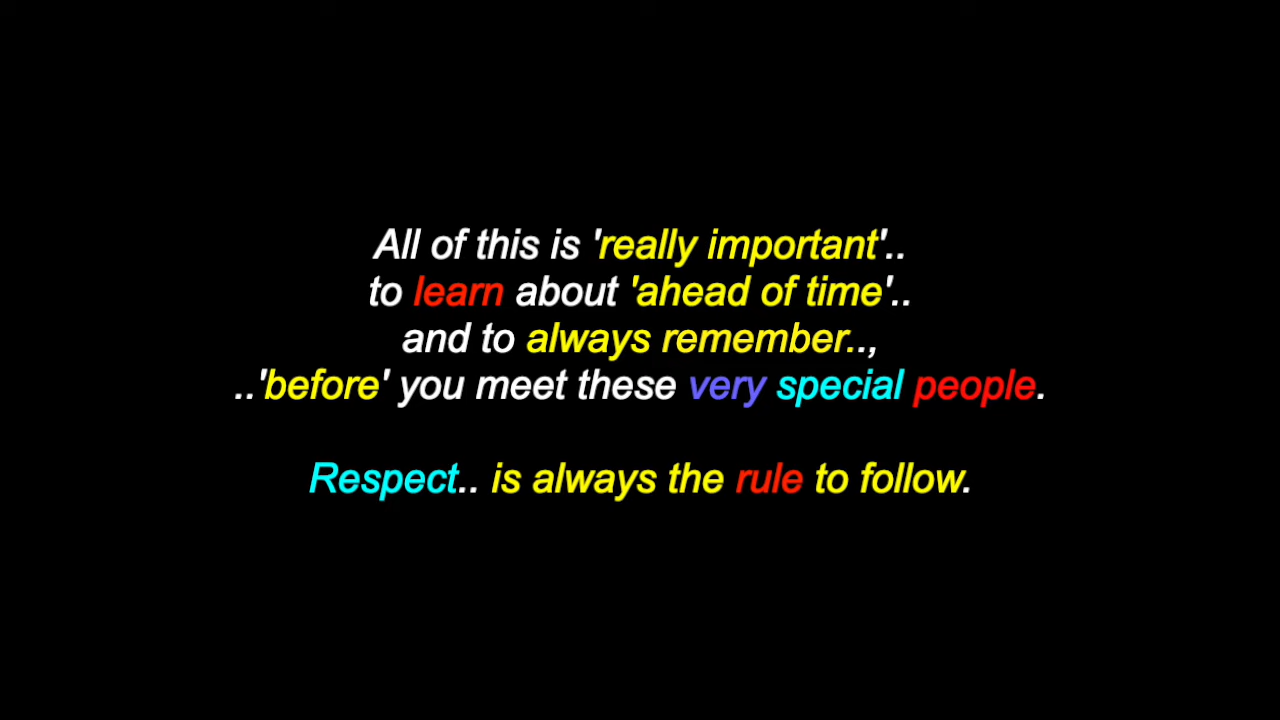 All of this is 'really important'..
to learn about 'ahead of time'..
and to always remember..,
..'before' you meet these very special people.
Respect.. is always the rule to follow.